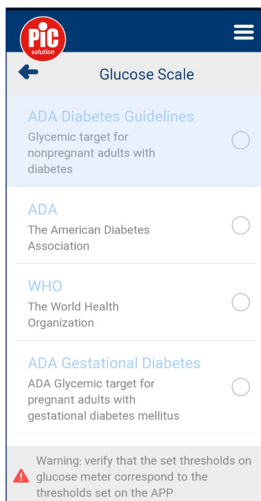 PiC
solution
Glucose Scale
ADA Diabetes Guidelines
Glycemic target for
nonpregnant adults with
diabetes
ADA
The American Diabetes
Association
WHO
The World Health
Organization
ADA Gestational Diabetes
ADA Glycemic target for
pregnant adults with
gestational diabetes mellitus
Warning: verify that the set thresholds on
glucose meter correspond to the
thresholds set on the APP